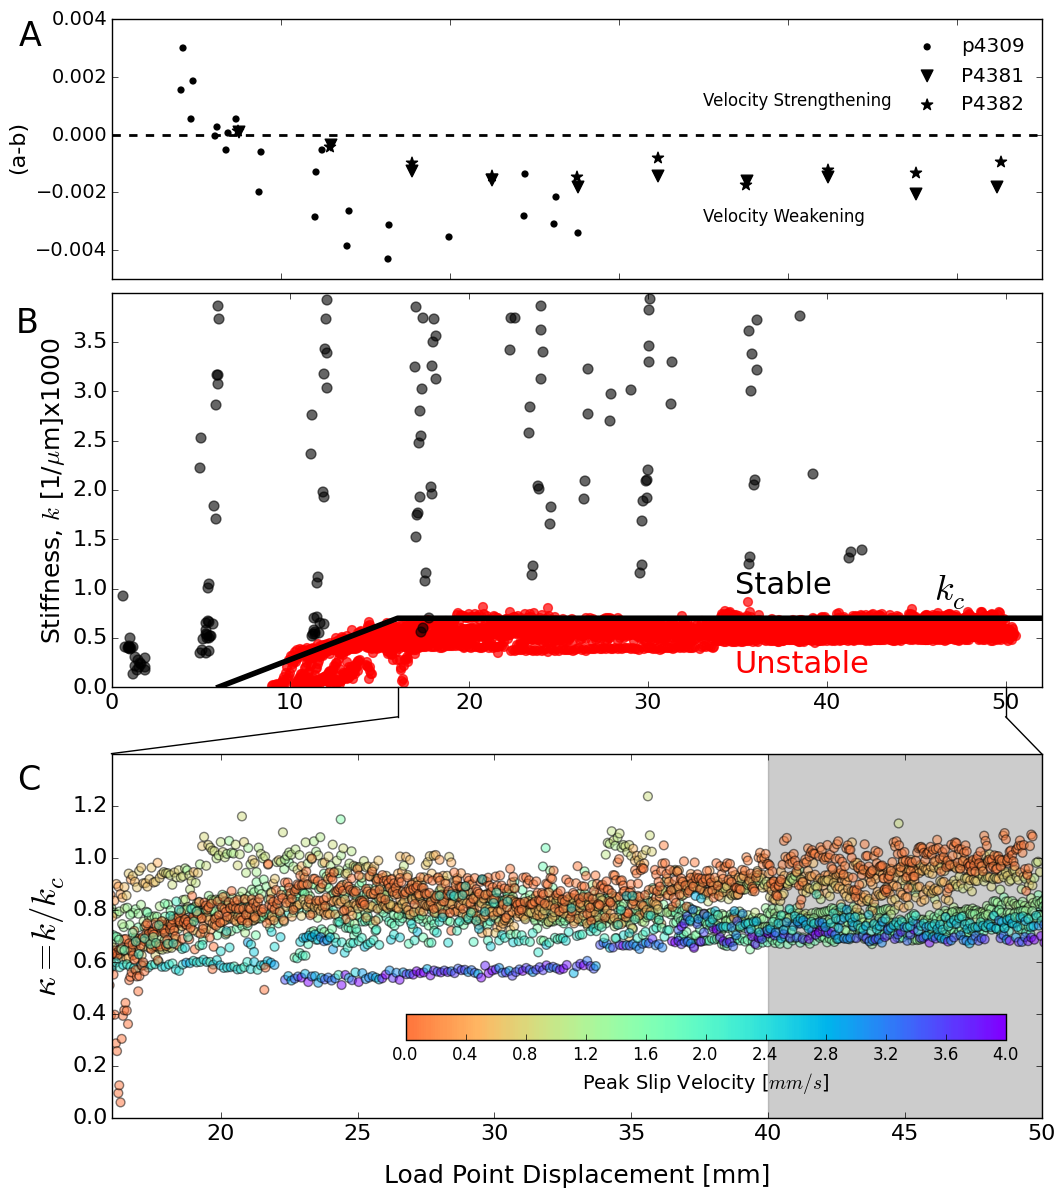 A
0.004
0.002
0.000
−0.002
−0.004
(a-b)
p4309
P4381
P4382
Velocity Strengthening
Velocity Weakening
B
3.5
3.0
2.5
2.0
1.5
1.0
0.5
0.0
Stiffness, k [1/μm]x1000
Stable
k_c
Unstable
0 10 20 30 40 50
C
1.2
1.0
0.8
0.6
0.4
0.2
0.0
κ=k/k_c
0.0 0.4 0.8 1.2 1.6 2.0 2.4 2.8 3.2 3.6 4.0
Peak Slip Velocity [mm/s]
20 25 30 35 40 45 50
Load Point Displacement [mm]